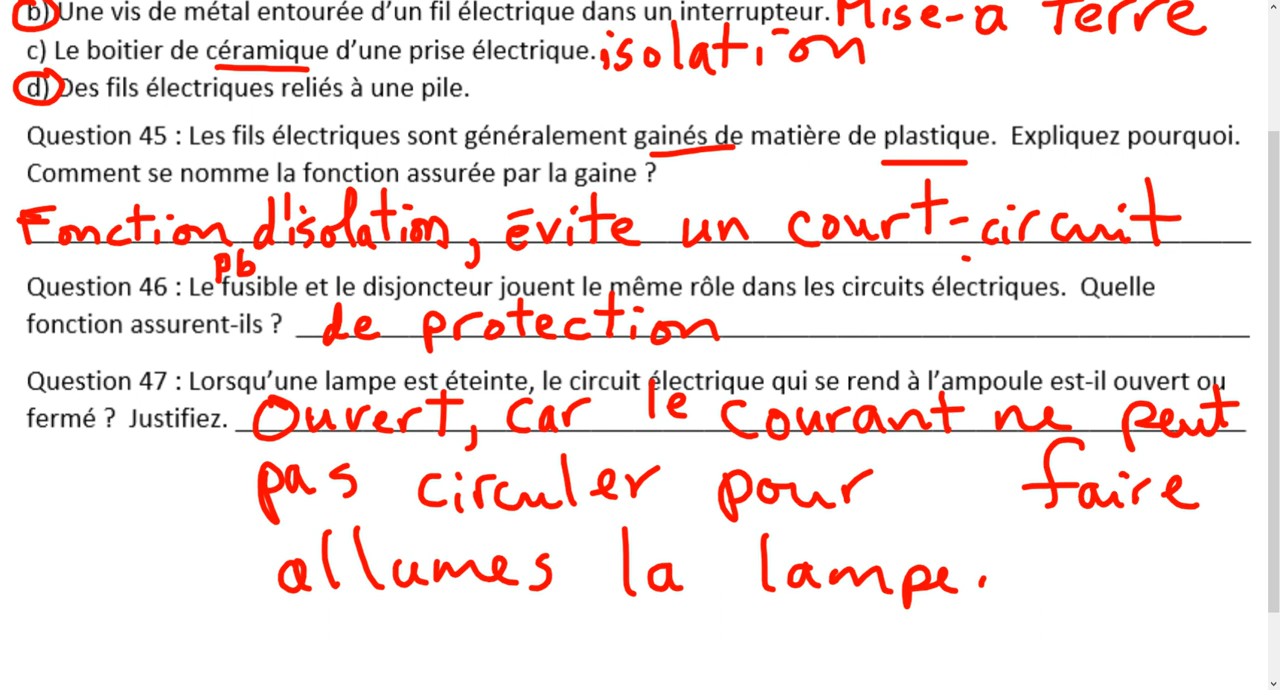 b) Une vis de métal entourée d’un fil électrique dans un interrupteur. Mise-a Terre
c) Le boitier de céramique d’une prise électrique. isolation
d) Des fils électriques reliés à une pile.
Question 45 : Les fils électriques sont généralement gainés de matière de plastique. Expliquez pourquoi.
Comment se nomme la fonction assurée par la gaine ?
Fonction d'isolation, évite un court-circuit
pb
Question 46 : Le fusible et le disjoncteur jouent le même rôle dans les circuits électriques. Quelle
fonction assurent-ils ? de protection
Question 47 : Lorsqu’une lampe est éteinte, le circuit électrique qui se rend à l’ampoule est-il ouvert ou
fermé ? Justifiez. Ouvert, car le courant ne peut
pas circuler pour faire
allumes la lampe.